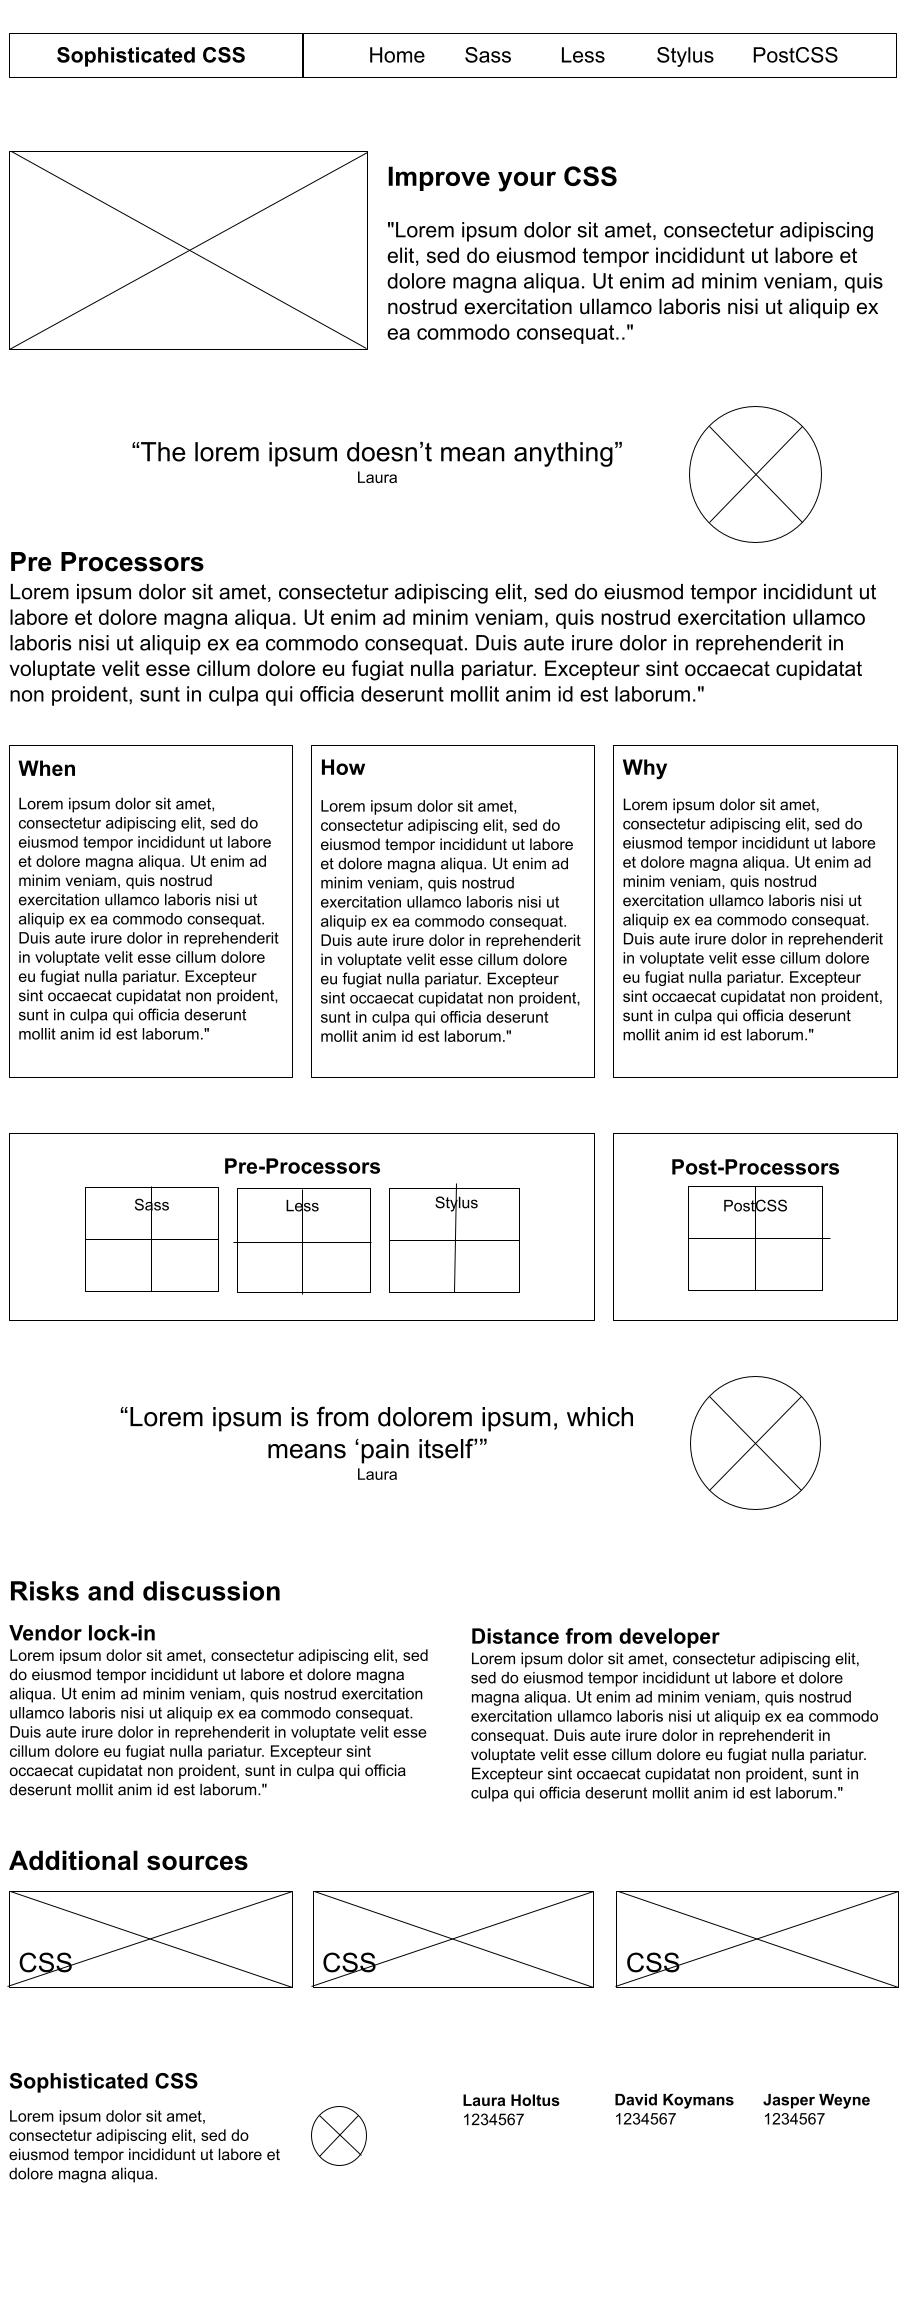 Sophisticated CSS
Home Sass Less Stylus PostCSS
Improve your CSS
"Lorem ipsum dolor sit amet, consectetur adipiscing
elit, sed do eiusmod tempor incididunt ut labore et
dolore magna aliqua. Ut enim ad minim veniam, quis
nostrud exercitation ullamco laboris nisi ut aliquip ex
ea commodo consequat.."
“The lorem ipsum doesn’t mean anything”
Laura
Pre Processors
Lorem ipsum dolor sit amet, consectetur adipiscing elit, sed do eiusmod tempor incididunt ut
labore et dolore magna aliqua. Ut enim ad minim veniam, quis nostrud exercitation ullamco
laboris nisi ut aliquip ex ea commodo consequat. Duis aute irure dolor in reprehenderit in
voluptate velit esse cillum dolore eu fugiat nulla pariatur. Excepteur sint occaecat cupidatat
non proident, sunt in culpa qui officia deserunt mollit anim id est laborum."
When
Lorem ipsum dolor sit amet,
consectetur adipiscing elit, sed do
eiusmod tempor incididunt ut labore
et dolore magna aliqua. Ut enim ad
minim veniam, quis nostrud
exercitation ullamco laboris nisi ut
aliquip ex ea commodo consequat.
Duis aute irure dolor in reprehenderit
in voluptate velit esse cillum dolore
eu fugiat nulla pariatur. Excepteur
sint occaecat cupidatat non proident,
sunt in culpa qui officia deserunt
mollit anim id est laborum."
How
Lorem ipsum dolor sit amet,
consectetur adipiscing elit, sed do
eiusmod tempor incididunt ut labore
et dolore magna aliqua. Ut enim ad
minim veniam, quis nostrud
exercitation ullamco laboris nisi ut
aliquip ex ea commodo consequat.
Duis aute irure dolor in reprehenderit
in voluptate velit esse cillum dolore
eu fugiat nulla pariatur. Excepteur
sint occaecat cupidatat non proident,
sunt in culpa qui officia deserunt
mollit anim id est laborum."
Why
Lorem ipsum dolor sit amet,
consectetur adipiscing elit, sed do
eiusmod tempor incididunt ut labore
et dolore magna aliqua. Ut enim ad
minim veniam, quis nostrud
exercitation ullamco laboris nisi ut
aliquip ex ea commodo consequat.
Duis aute irure dolor in reprehenderit
in voluptate velit esse cillum dolore
eu fugiat nulla pariatur. Excepteur
sint occaecat cupidatat non proident,
sunt in culpa qui officia deserunt
mollit anim id est laborum."
Pre-Processors
Sass Less Stylus
Post-Processors
PostCSS
“Lorem ipsum is from dolorem ipsum, which
means ‘pain itself’”
Laura
Risks and discussion
Vendor lock-in
Lorem ipsum dolor sit amet, consectetur adipiscing elit, sed
do eiusmod tempor incididunt ut labore et dolore magna
aliqua. Ut enim ad minim veniam, quis nostrud exercitation
ullamco laboris nisi ut aliquip ex ea commodo consequat.
Duis aute irure dolor in reprehenderit in voluptate velit esse
cillum dolore eu fugiat nulla pariatur. Excepteur sint
occaecat cupidatat non proident, sunt in culpa qui officia
deserunt mollit anim id est laborum."
Distance from developer
Lorem ipsum dolor sit amet, consectetur adipiscing elit,
sed do eiusmod tempor incididunt ut labore et dolore
magna aliqua. Ut enim ad minim veniam, quis nostrud
exercitation ullamco laboris nisi ut aliquip ex ea commodo
consequat. Duis aute irure dolor in reprehenderit in
voluptate velit esse cillum dolore eu fugiat nulla pariatur.
Excepteur sint occaecat cupidatat non proident, sunt in
culpa qui officia deserunt mollit anim id est laborum."
Additional sources
CSS CSS CSS
Sophisticated CSS
Lorem ipsum dolor sit amet,
consectetur adipiscing elit, sed do
eiusmod tempor incididunt ut labore et
dolore magna aliqua.
Laura Holtus
1234567
David Koymans
1234567
Jasper Weyne
1234567